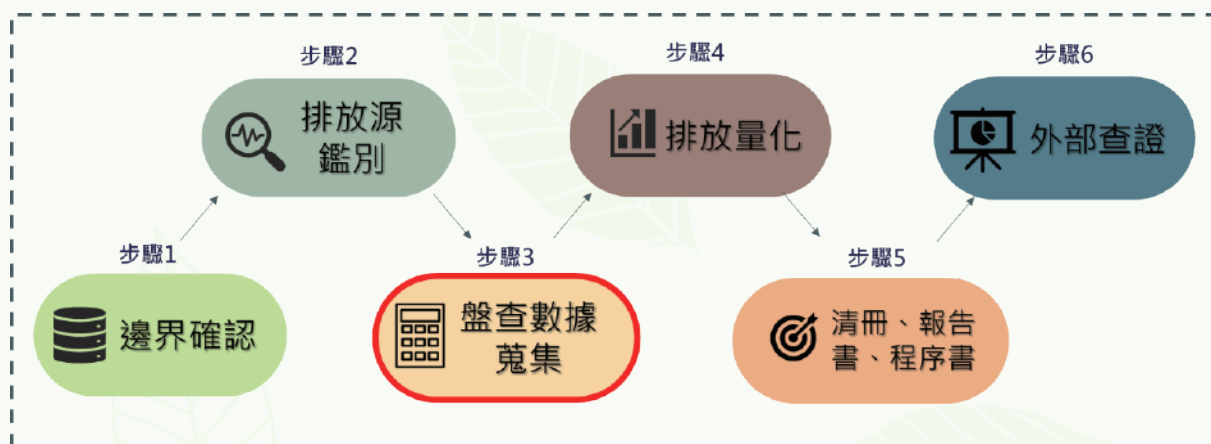 步驟1
邊界確認
步驟2
排放源
鑑別
步驟3
盤查數據
蒐集
步驟4
排放量化
步驟5
清冊、報告
書、程序書
步驟6
外部查證